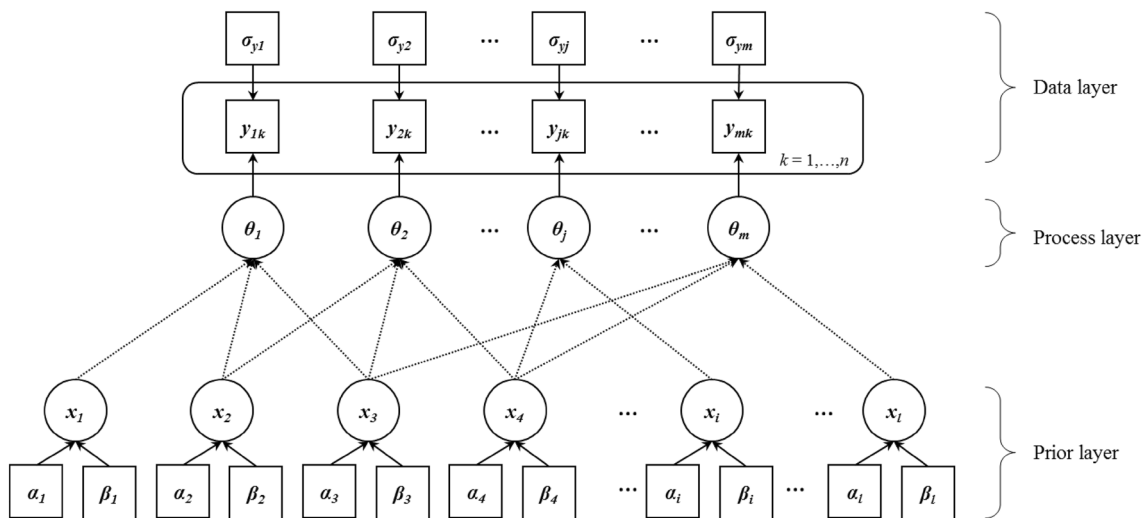 σy1 σy2 ... σyj ... σym
Data layer
y1k y2k ... yjk ... ymk
k = 1,...,n
θ1 θ2 ... θj ... θm
Process layer
x1 x2 x3 x4 ... xi ... xl
Prior layer
α1 β1 α2 β2 α3 β3 α4 β4 ... αi βi ... αl βl